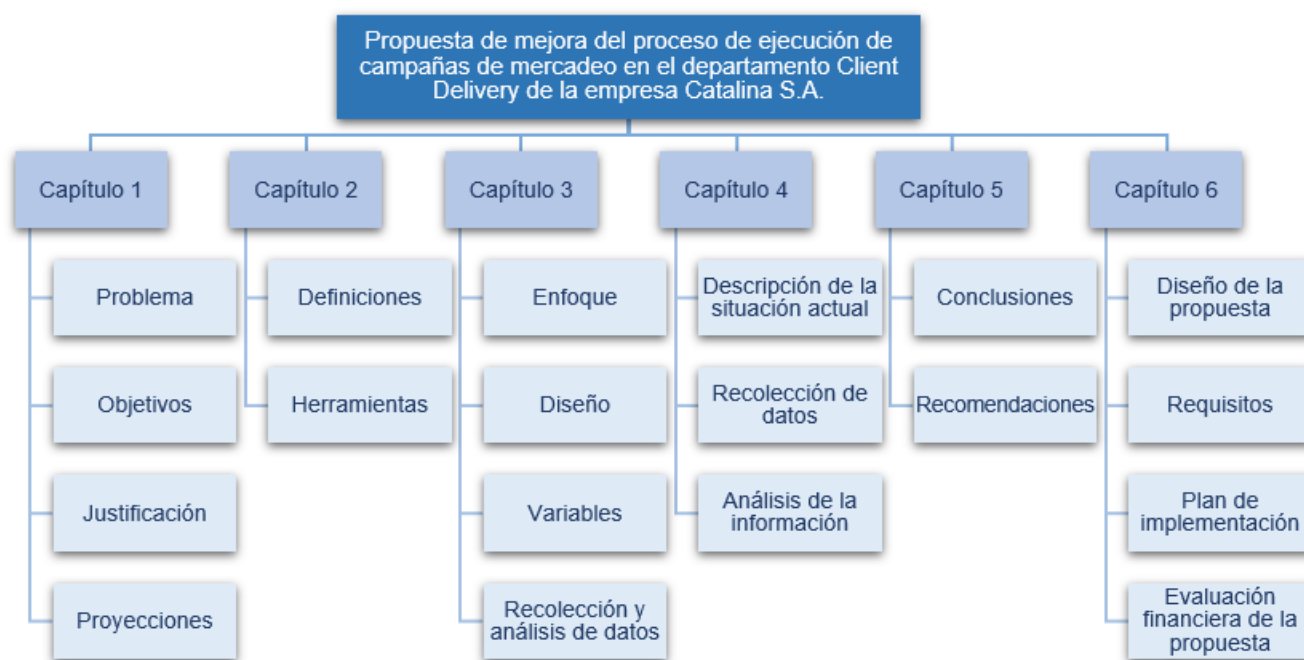 Propuesta de mejora del proceso de ejecución de
campañas de mercadeo en el departamento Client
Delivery de la empresa Catalina S.A.
Capítulo 1
Problema
Objetivos
Justificación
Proyecciones
Capítulo 2
Definiciones
Herramientas
Capítulo 3
Enfoque
Diseño
Variables
Recolección y
análisis de datos
Capítulo 4
Descripción de la
situación actual
Recolección de
datos
Análisis de la
información
Capítulo 5
Conclusiones
Recomendaciones
Capítulo 6
Diseño de la
propuesta
Requisitos
Plan de
implementación
Evaluación
financiera de la
propuesta